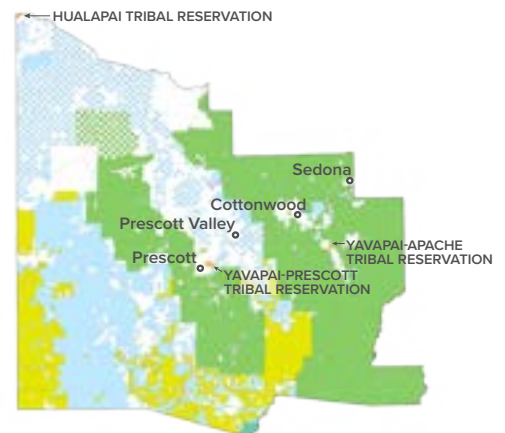 HUALAPAI TRIBAL RESERVATION
Sedona
Cottonwood
Prescott Valley
YAVAPAI-APACHE
TRIBAL RESERVATION
Prescott
YAVAPAI-PRESCOTT
TRIBAL RESERVATION